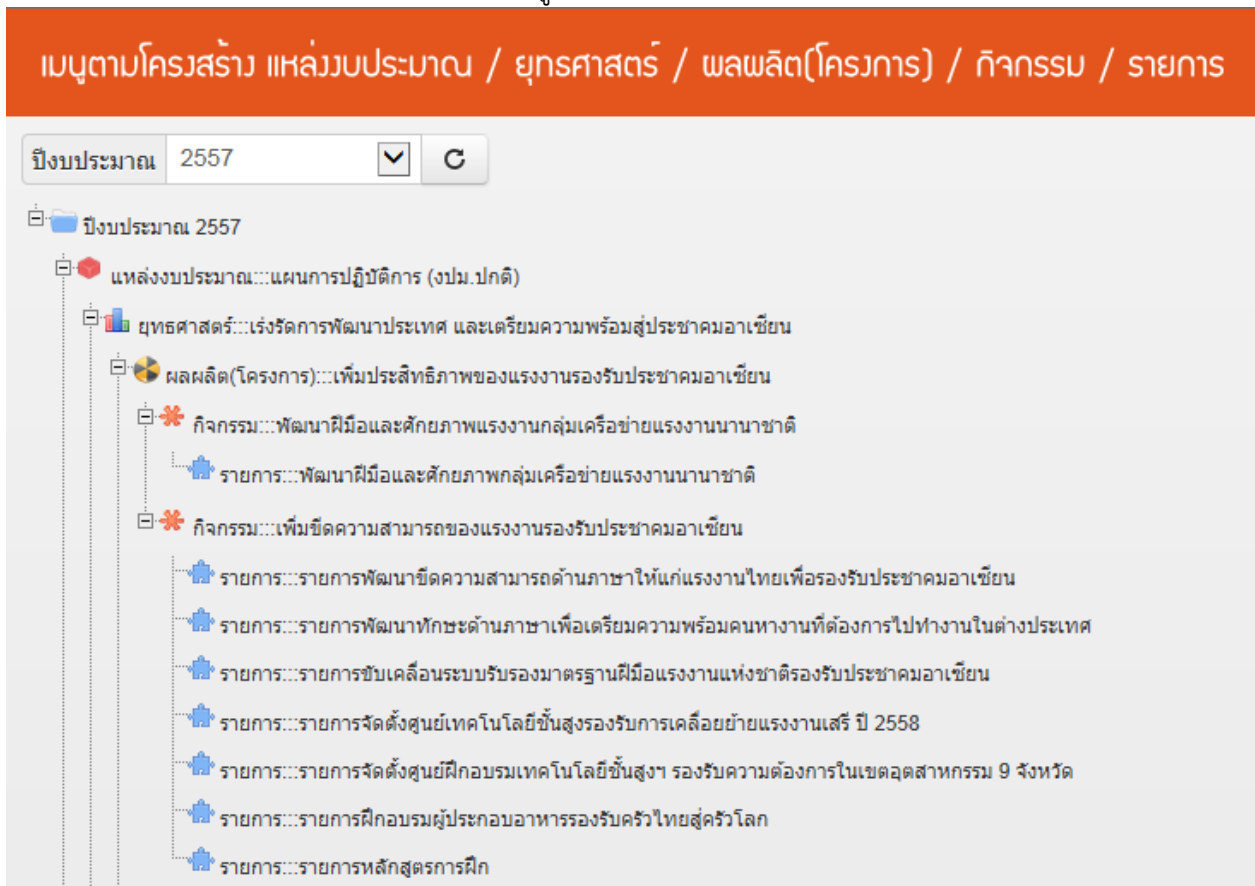 เมนูตามโครงสร้าง แหล่งงบประมาณ / ยุทธศาสตร์ / ผลผลิต(โครงการ) / กิจกรรม / รายการ
ปีงบประมาณ 2557
ปีงบประมาณ 2557
แหล่งงบประมาณ:::แผนการปฏิบัติการ (งปม.ปกติ)
ยุทธศาสตร์:::เร่งรัดการพัฒนาประเทศ และเตรียมความพร้อมสู่ประชาคมอาเซียน
ผลผลิต(โครงการ):::เพิ่มประสิทธิภาพของแรงงานรองรับประชาคมอาเซียน
กิจกรรม:::พัฒนาฝีมือและศักยภาพแรงงานกลุ่มเครือข่ายแรงงานนานาชาติ
รายการ:::พัฒนาฝีมือและศักยภาพกลุ่มเครือข่ายแรงงานนานาชาติ
กิจกรรม:::เพิ่มขีดความสามารถของแรงงานรองรับประชาคมอาเซียน
รายการ:::รายการพัฒนาขีดความสามารถด้านภาษาให้แก่แรงงานไทยเพื่อรองรับประชาคมอาเซียน
รายการ:::รายการพัฒนาทักษะด้านภาษาเพื่อเตรียมความพร้อมคนหางานที่ต้องการไปทำงานในต่างประเทศ
รายการ:::รายการขับเคลื่อนระบบรับรองมาตรฐานฝีมือแรงงานแห่งชาติรองรับประชาคมอาเซียน
รายการ:::รายการจัดตั้งศูนย์เทคโนโลยีชั้นสูงรองรับการเคลื่อยย้ายแรงงานเสรี ปี 2558
รายการ:::รายการจัดตั้งศูนย์ฝึกอบรมเทคโนโลยีชั้นสูงฯ รองรับความต้องการในเขตอุตสาหกรรม 9 จังหวัด
รายการ:::รายการฝึกอบรมผู้ประกอบอาหารรองรับครัวไทยสู่ครัวโลก
รายการ:::รายการหลักสูตรการฝึก